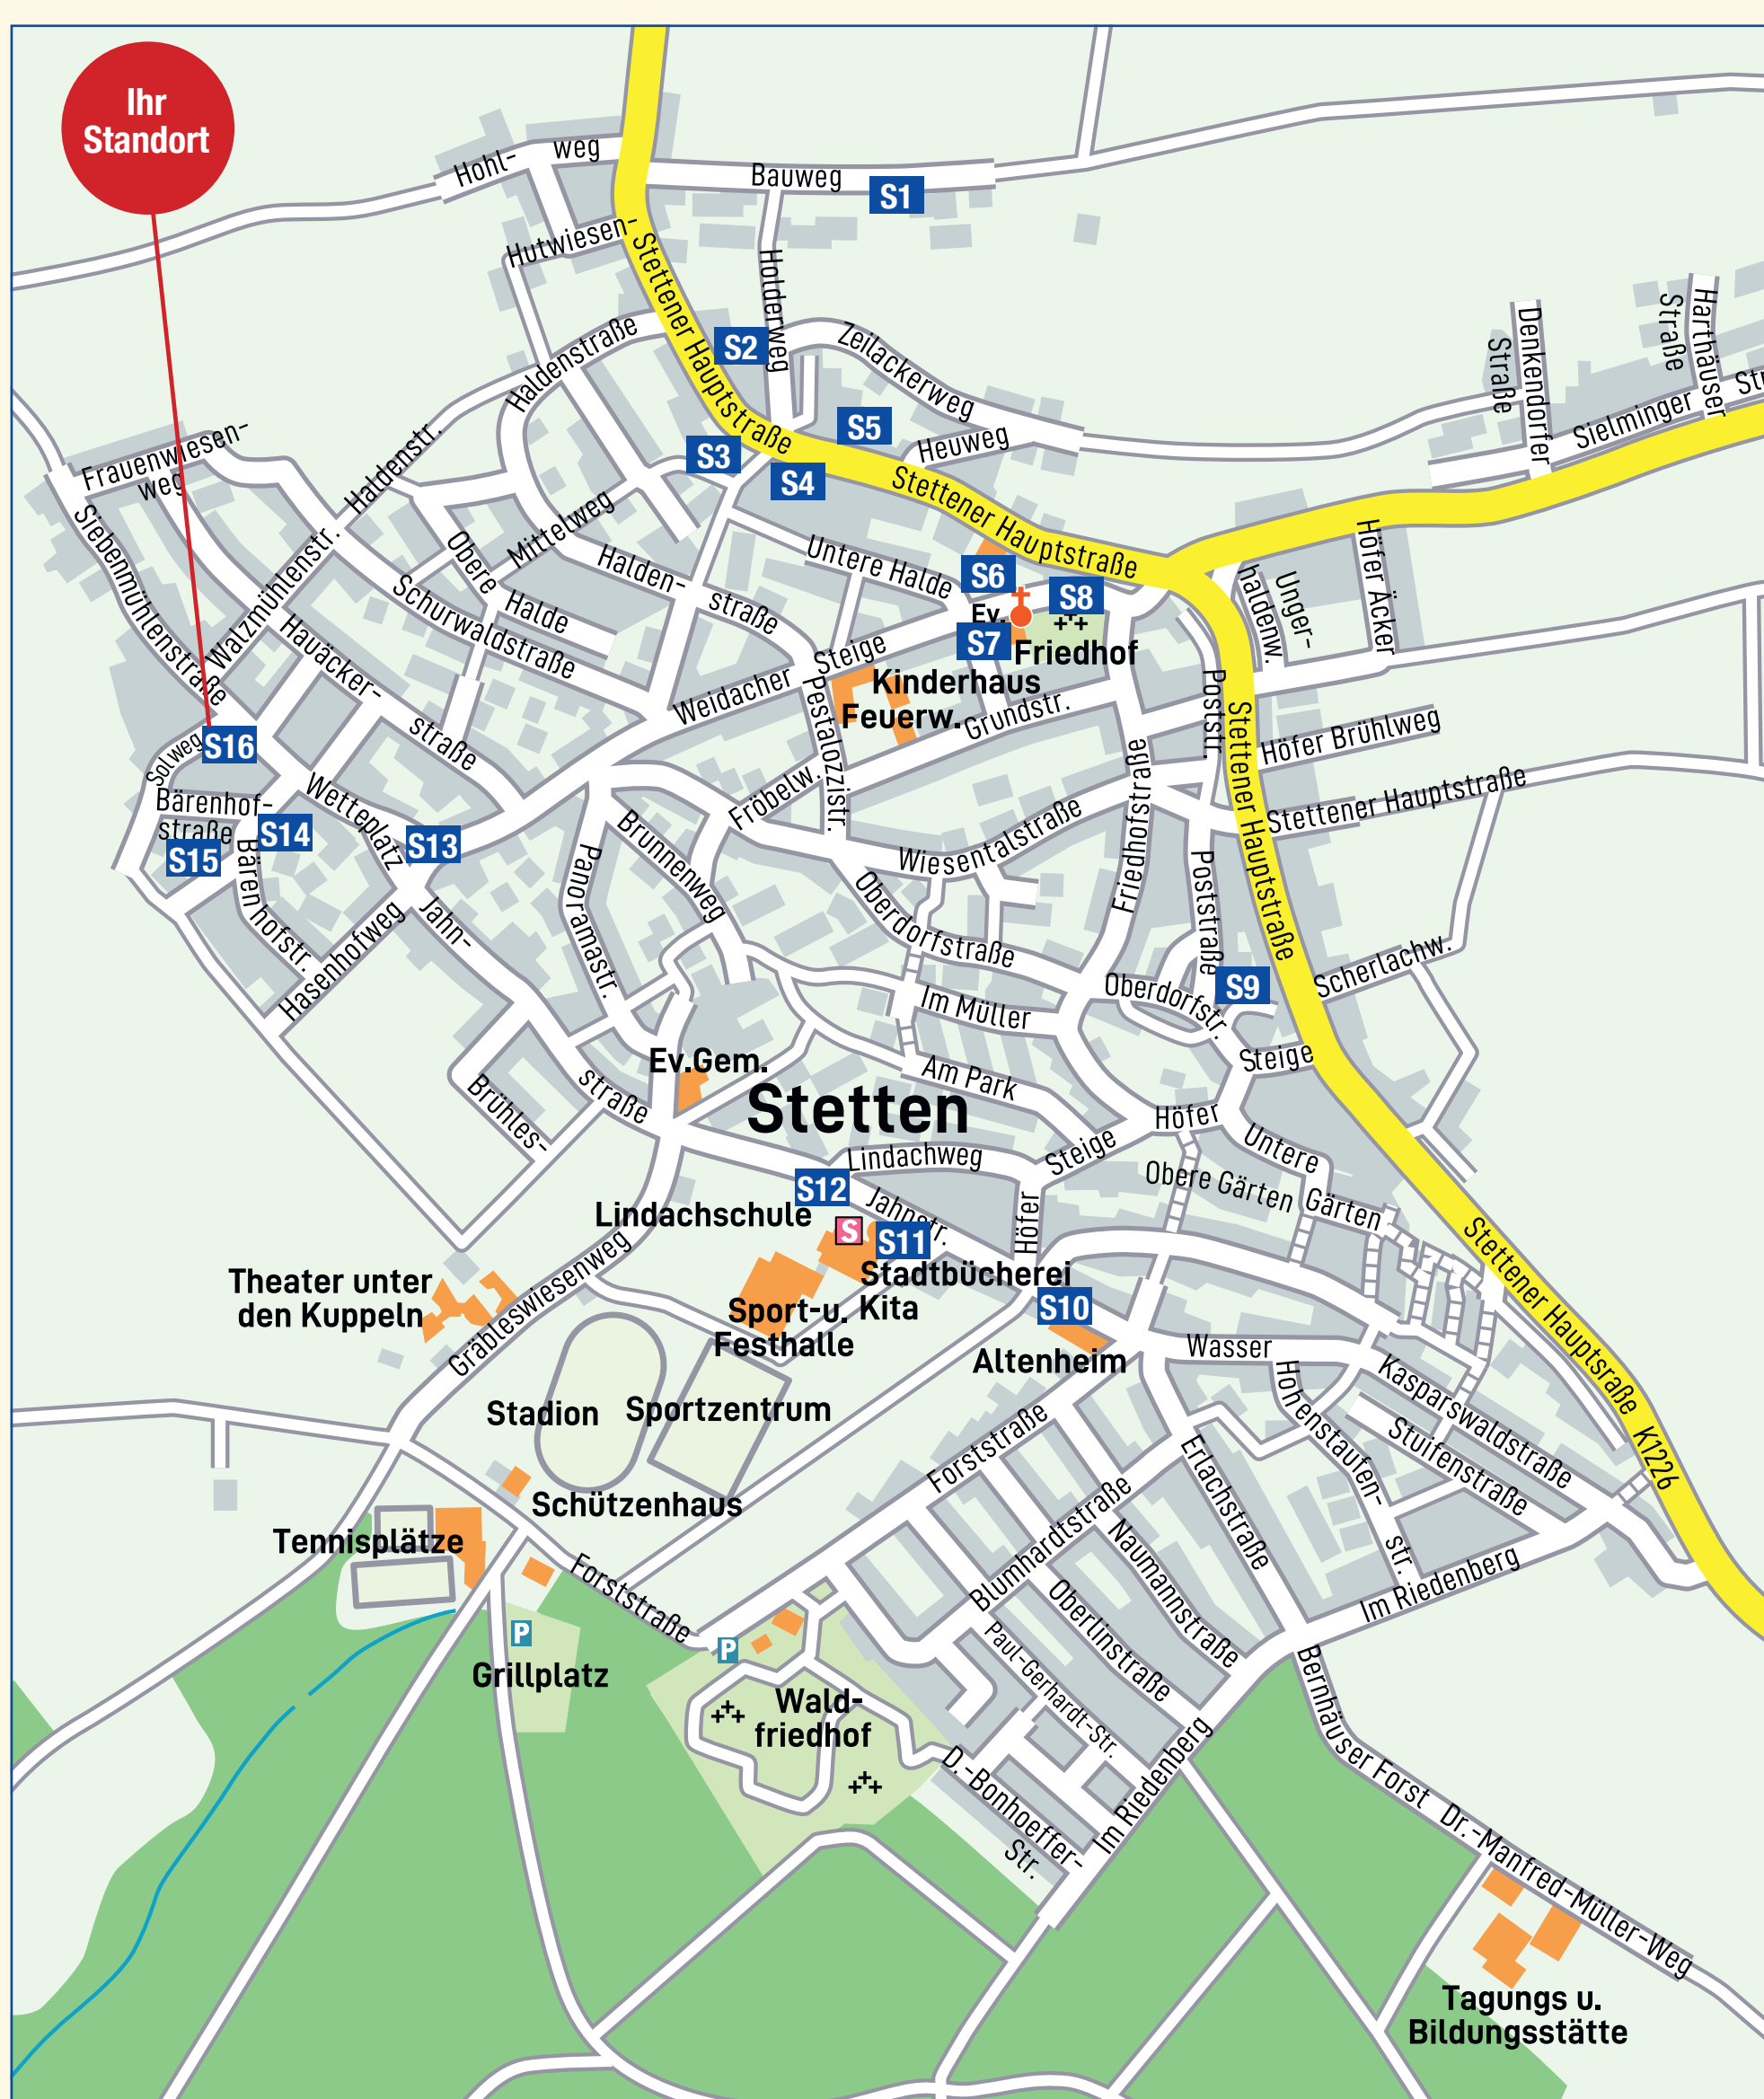 Ihr
Standort
Hohl-
weg
Bauweg
S1
Hutwiesen-
Stettener Hauptstraße
Holderweg
S2
Zeilackerweg
Haldenstraße
S5
Heuweg
S3
S4
Stettener Hauptstraße
Denkendorfer
Straße
Harthäuser
Straße
Sielminger
Str
Frauenwiesen-
weg
Haldenstr.
Siebenmühlenstraße
Walzmühlenstr.
Obere
Halde
Mittelweg
Halden-
straße
Untere Halde
S6
S8
Ev.
S7
Friedhof
Unger-
haldenw.
Höfer Äcker
Schurwaldstraße
Hauäcker-
straße
Weidacher
Steige
Kinderhaus
Feuerw.
Grundstr.
Pestalozzistr.
Poststr.
Stettener Hauptstraße
Höfer Brühlweg
Stettener Hauptstraße
S16
Solweg
Bärenhof-
straße
S14
S15
Bären
hofstr.
Wetteplatz
S13
Hasenhofweg
Jahn-
straße
Panoramastr.
Brunnenweg
Fröbelw.
Wiesentalstraße
Friedhofstraße
Poststraße
Oberdorfstraße
Oberdorfstr.
S9
Scherlachw.
Im Müller
Steige
Ev.Gem.
Am Park
Stetten
Brühles-
Höfer
Steige
Höfer
Untere
Gärten
Obere Gärten
Lindachweg
S12
Jahnstr.
Lindachschule
S
S11
Stadtbücherei
Kita
S10
Theater unter
den Kuppeln
Gräbleswiesenweg
Sport-u.
Festhalle
Altenheim
Wasser
Stettener Hauptsraße
K1226
Kasparswaldstraße
Stuifenstraße
Hohenstaufen-
str.
Stadion
Sportzentrum
Schützenhaus
Tennisplätze
Forststraße
Forststraße
Erlachstraße
Blumhardtstraße
Naumannstraße
Oberlinstraße
Paul-Gerhardt-Str.
Im Riedenberg
Im Riedenberg
P
P
Grillplatz
Wald-
friedhof
D.-Bonhoeffer-
Str.
Bernhäuser Forst
Dr.-Manfred-Müller-Weg
Tagungs u.
Bildungsstätte